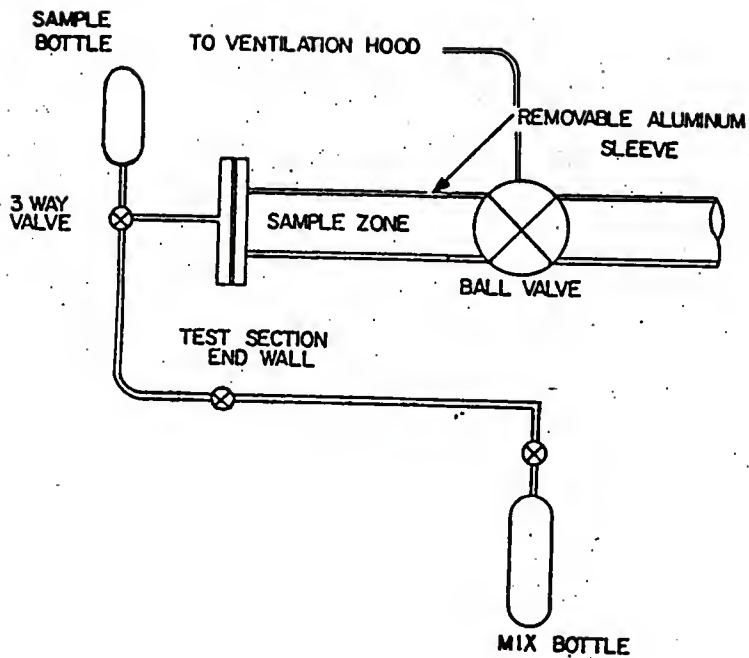 SAMPLE
BOTTLE
TO VENTILATION HOOD
REMOVABLE ALUMINUM
SLEEVE
3 WAY
VALVE
SAMPLE ZONE
BALL VALVE
TEST SECTION
END WALL
MIX BOTTLE